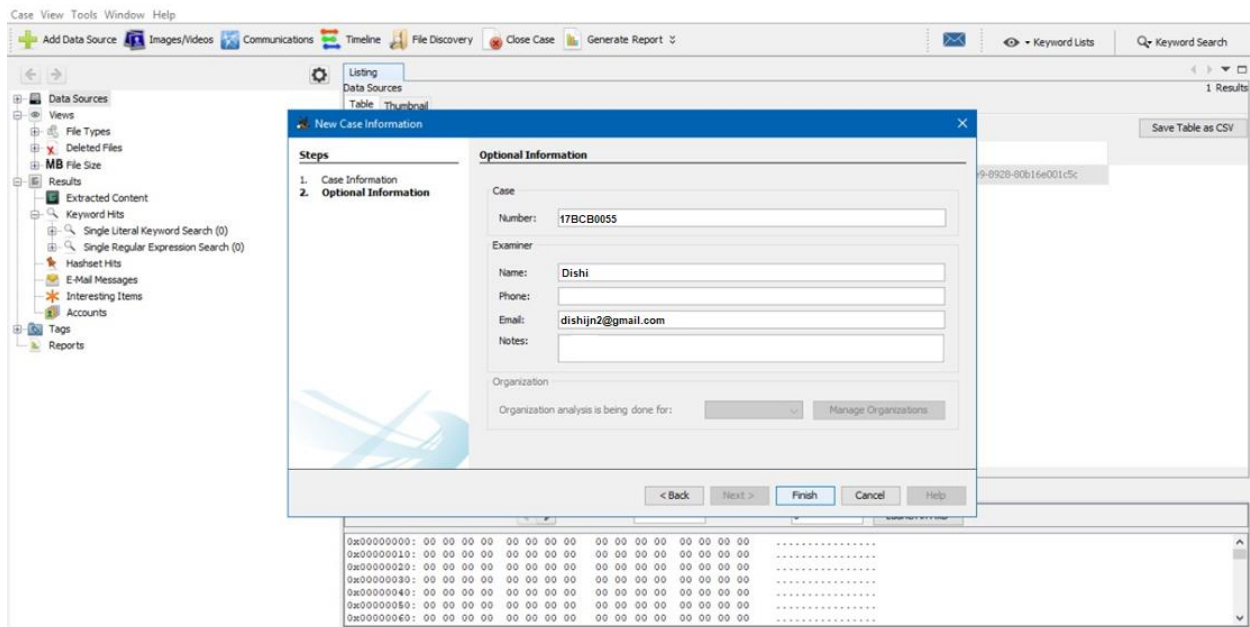 Case View Tools Window Help
Add Data Source Images/Videos Communications Timeline File Discovery Close Case Generate Report Keyword Lists Keyword Search
Listing
Data Sources
1 Results
Table Thumbnail
Save Table as CSV
Data Sources
Views
File Types
Deleted Files
MB File Size
Results
Extracted Content
Keyword Hits
Single Literal Keyword Search (0)
Single Regular Expression Search (0)
Hashset Hits
E-Mail Messages
Interesting Items
Accounts
Tags
Reports
9-8928-80b16e001c5c
New Case Information
Steps
1. Case Information
2. Optional Information
Optional Information
Case
Number: 17BCB0055
Examiner
Name: Dishi
Phone:
Email: dishijn2@gmail.com
Notes:
Organization
Organization analysis is being done for: Manage Organizations
< Back Next > Finish Cancel Help
0x00000000: 00 00 00 00 00 00 00 00 00 00 00 00 00 00 00 00 ................
0x00000010: 00 00 00 00 00 00 00 00 00 00 00 00 00 00 00 00 ................
0x00000020: 00 00 00 00 00 00 00 00 00 00 00 00 00 00 00 00 ................
0x00000030: 00 00 00 00 00 00 00 00 00 00 00 00 00 00 00 00 ................
0x00000040: 00 00 00 00 00 00 00 00 00 00 00 00 00 00 00 00 ................
0x00000050: 00 00 00 00 00 00 00 00 00 00 00 00 00 00 00 00 ................
0x00000060: 00 00 00 00 00 00 00 00 00 00 00 00 00 00 00 00 ................